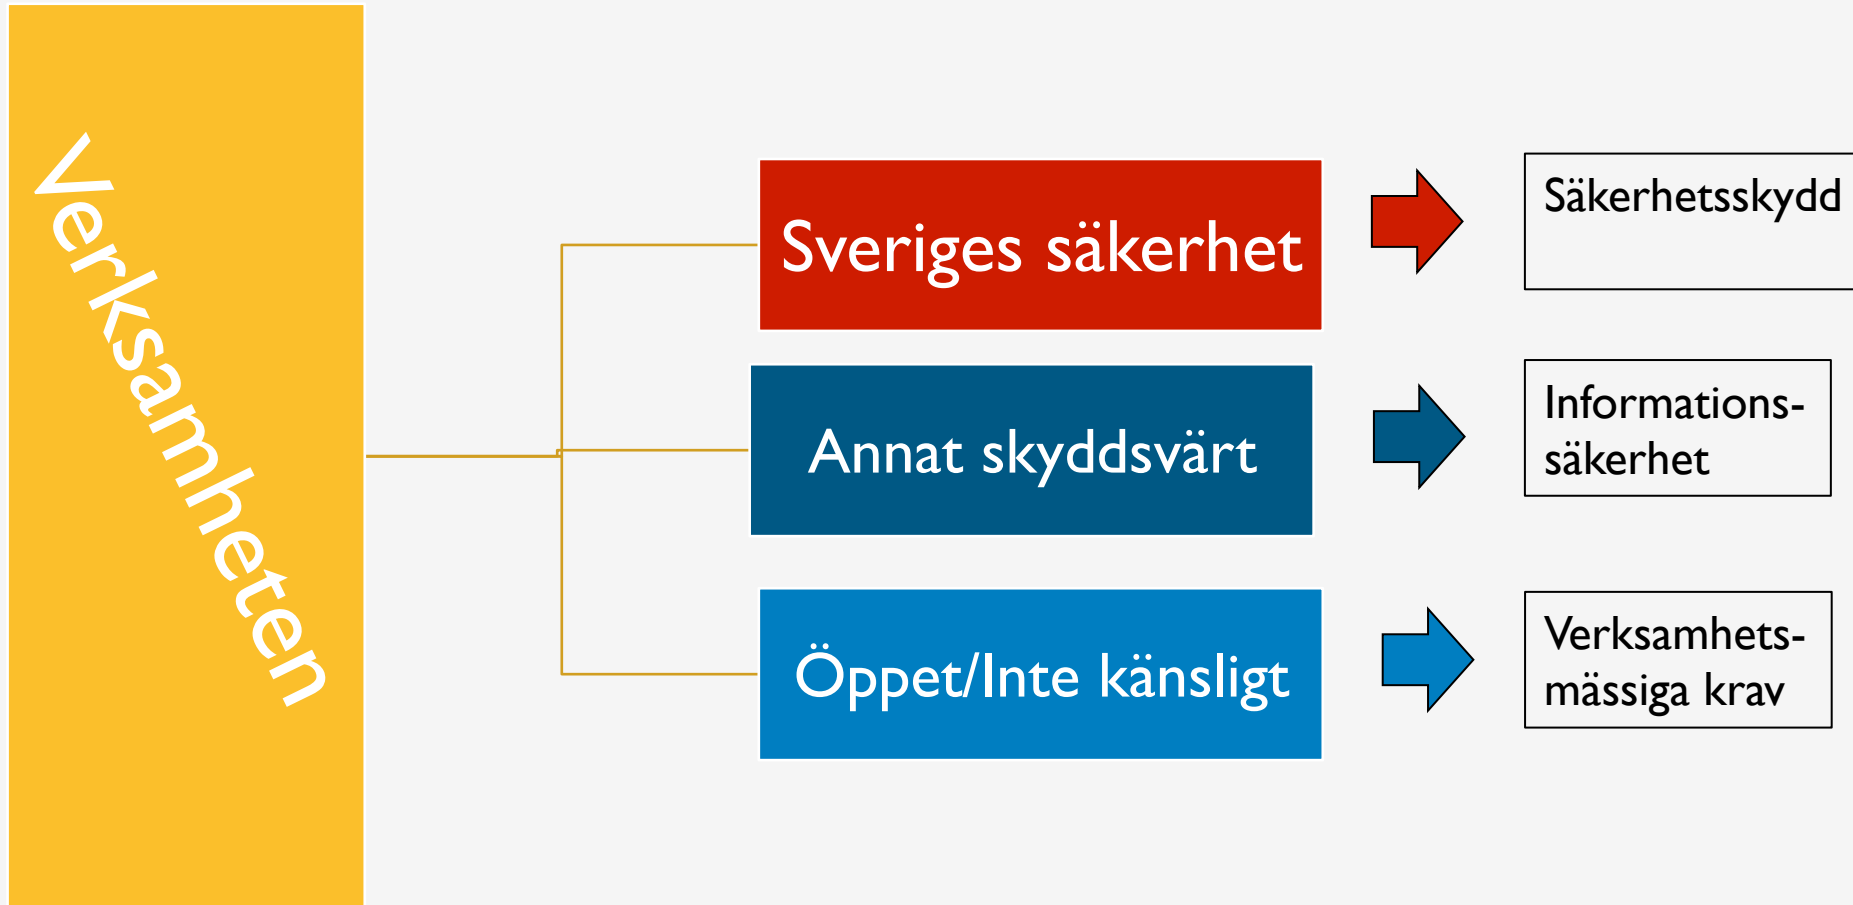 Verksamheten
Sveriges säkerhet
Säkerhetsskydd
Annat skyddsvärt
Informations-
säkerhet
Öppet/Inte känsligt
Verksamhets-
mässiga krav